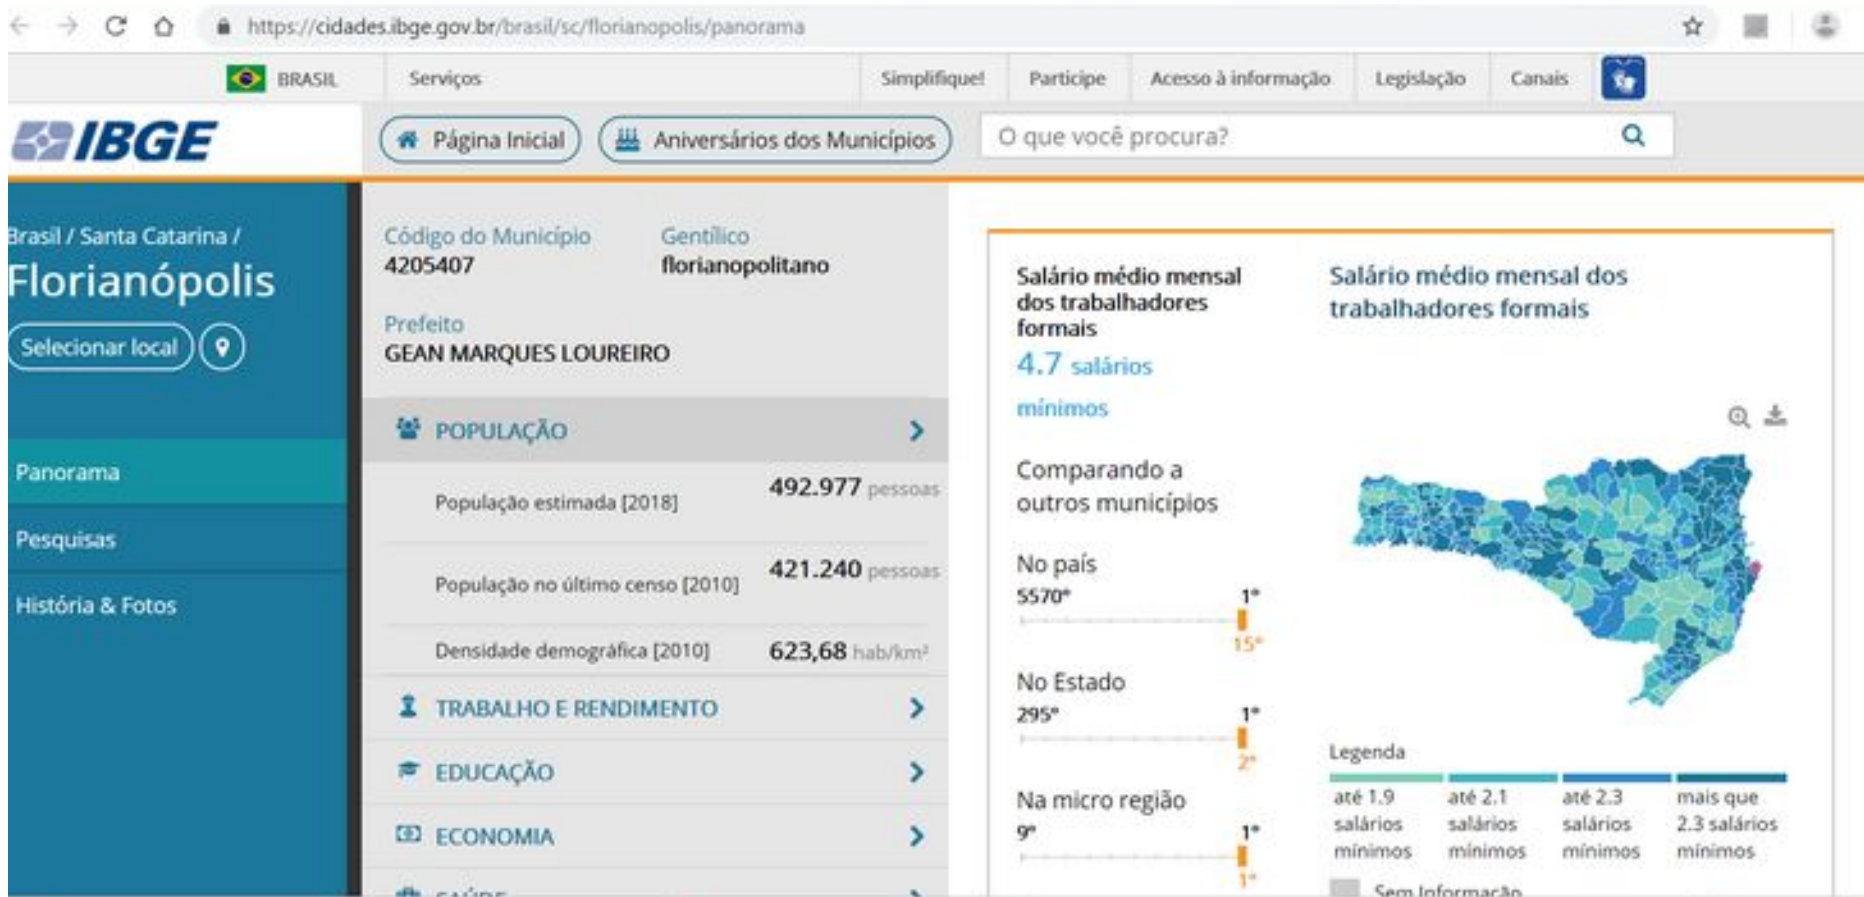 https://cidades.ibge.gov.br/brasil/sc/florianopolis/panorama
BRASIL
Serviços
Simplifique!
Participe
Acesso à informação
Legislação
Canais
IBGE
Página Inicial
Aniversários dos Municípios
O que você procura?
Brasil / Santa Catarina /
Florianópolis
Selecionar local
Panorama
Pesquisas
História & Fotos
Código do Município
4205407
Gentílico
florianopolitano
Prefeito
GEAN MARQUES LOUREIRO
POPULAÇÃO
População estimada [2018]
492.977 pessoas
População no último censo [2010]
421.240 pessoas
Densidade demográfica [2010]
623,68 hab/km²
TRABALHO E RENDIMENTO
EDUCAÇÃO
ECONOMIA
SAÚDE
Salário médio mensal
dos trabalhadores
formais
4.7 salários
mínimos
Comparando a
outros municípios
No país
5570° 1°
15°
No Estado
295° 1°
2°
Na micro região
9° 1°
1°
Salário médio mensal dos
trabalhadores formais
Legenda
até 1.9
salários
mínimos
até 2.1
salários
mínimos
até 2.3
salários
mínimos
mais que
2.3 salários
mínimos
Sem Informação